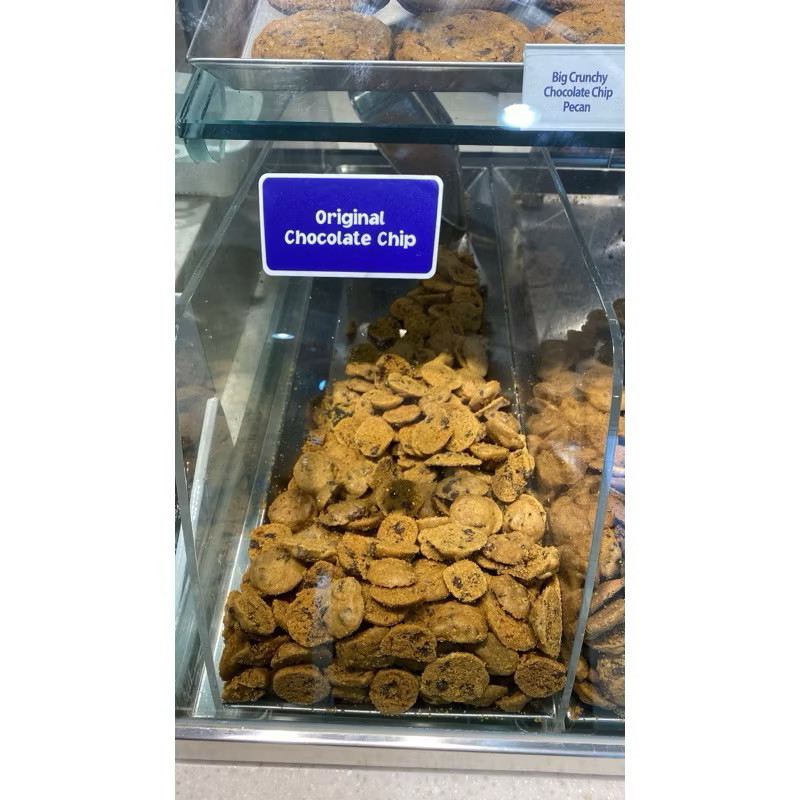 Big Crunchy
Chocolate Chip
Pecan
Original
Chocolate Chip